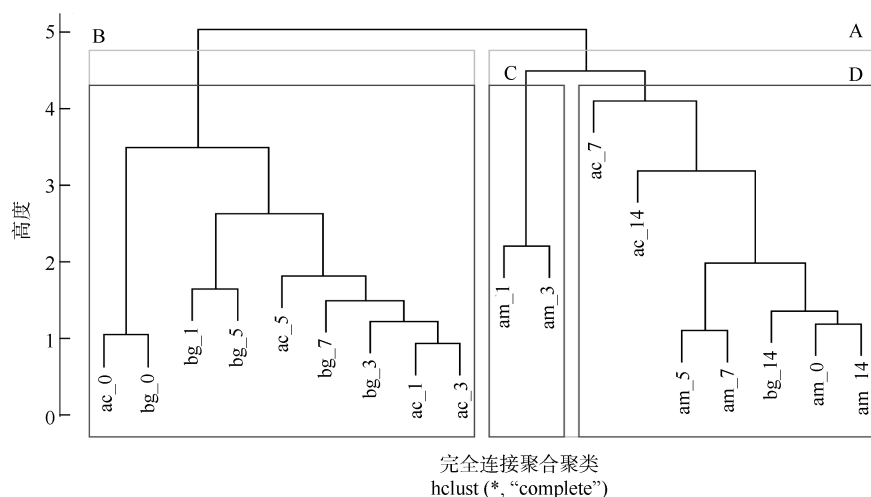 5
4
3
2
1
0
高度
B
A
C
D
ac_0
bg_0
bg_1
bg_5
ac_5
bg_7
bg_3
ac_1
ac_3
am_1
am_3
ac_7
ac_14
am_5
am_7
bg_14
am_0
am_14
完全连接聚合聚类
hclust (*, “complete”)